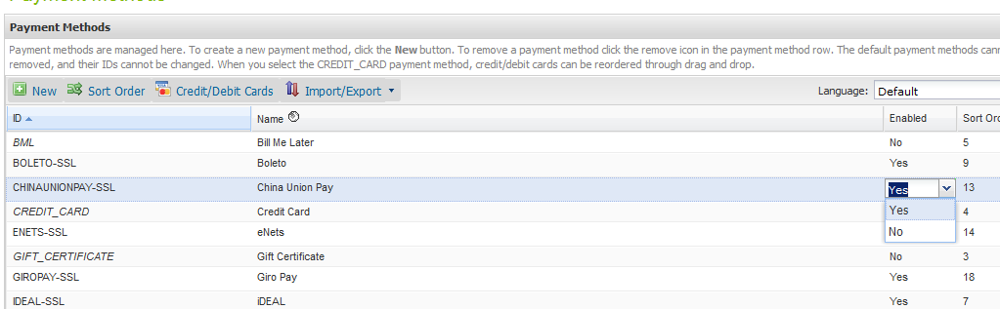 Payment Methods
Payment methods are managed here. To create a new payment method, click the New button. To remove a payment method click the remove icon in the payment method row. The default payment methods
removed, and their IDs cannot be changed. When you select the CREDIT_CARD payment method, credit/debit cards can be reordered through drag and drop.
New Sort Order Credit/Debit Cards Import/Export Language: Default
ID Name Enabled Sort
BML Bill Me Later No 5
BOLETO-SSL Boleto Yes 9
CHINAUNIONPAY-SSL China Union Pay Yes 13
CREDIT_CARD Credit Card Yes 4
ENETS-SSL eNets No 14
GIFT_CERTIFICATE Gift Certificate No 3
GIROPAY-SSL Giro Pay Yes 18
IDEAL-SSL iDEAL Yes 7